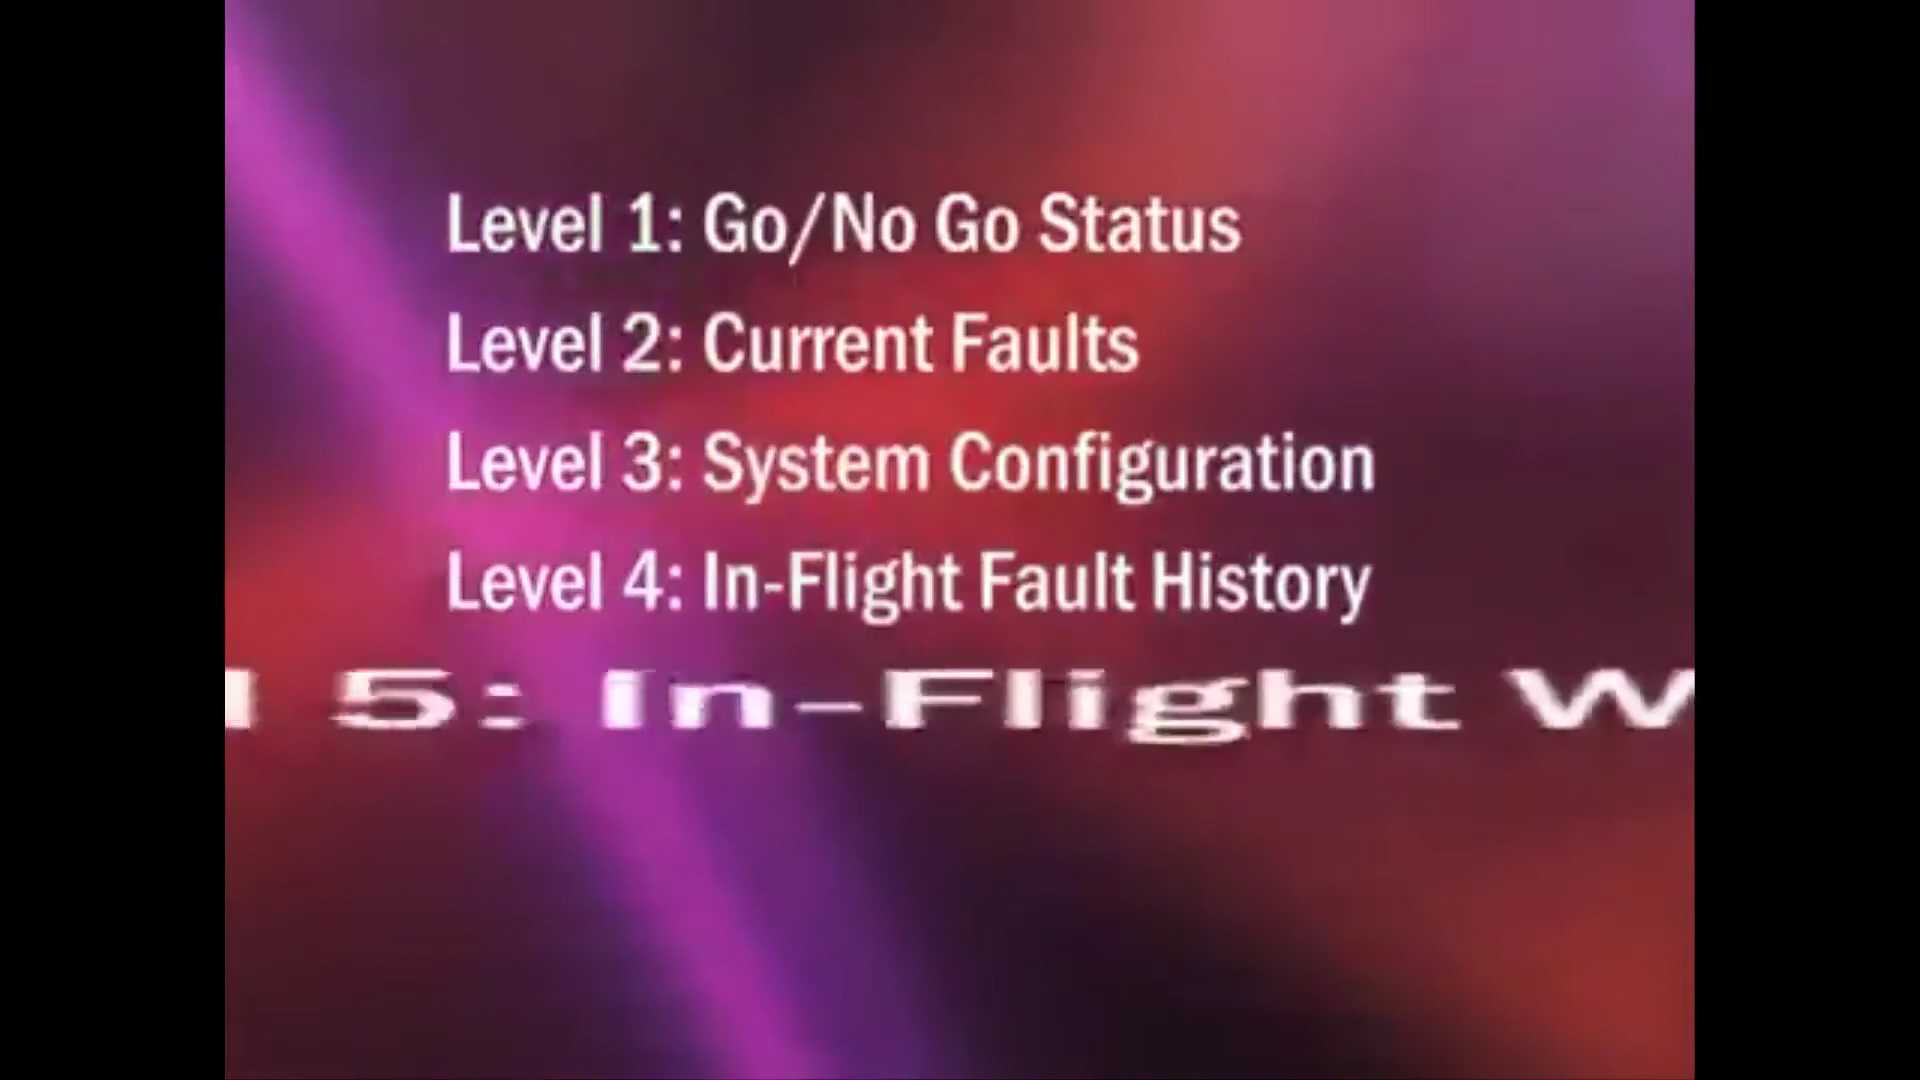 Level 1: Go/No Go Status
Level 2: Current Faults
Level 3: System Configuration
Level 4: In-Flight Fault History
l 5: In-Flight W